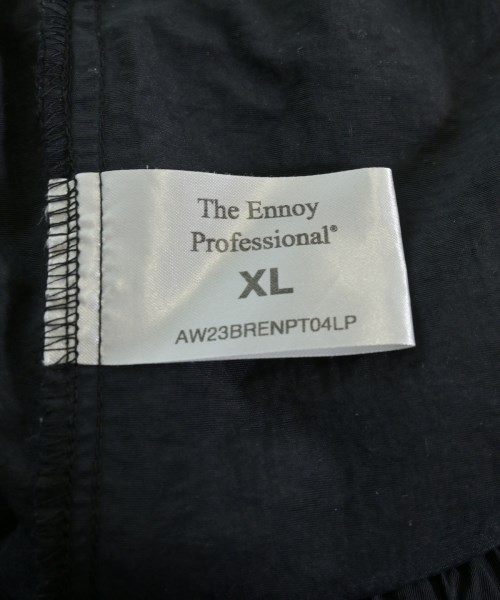 The Ennoy
Professional®
XL
AW23BRENPT04LP